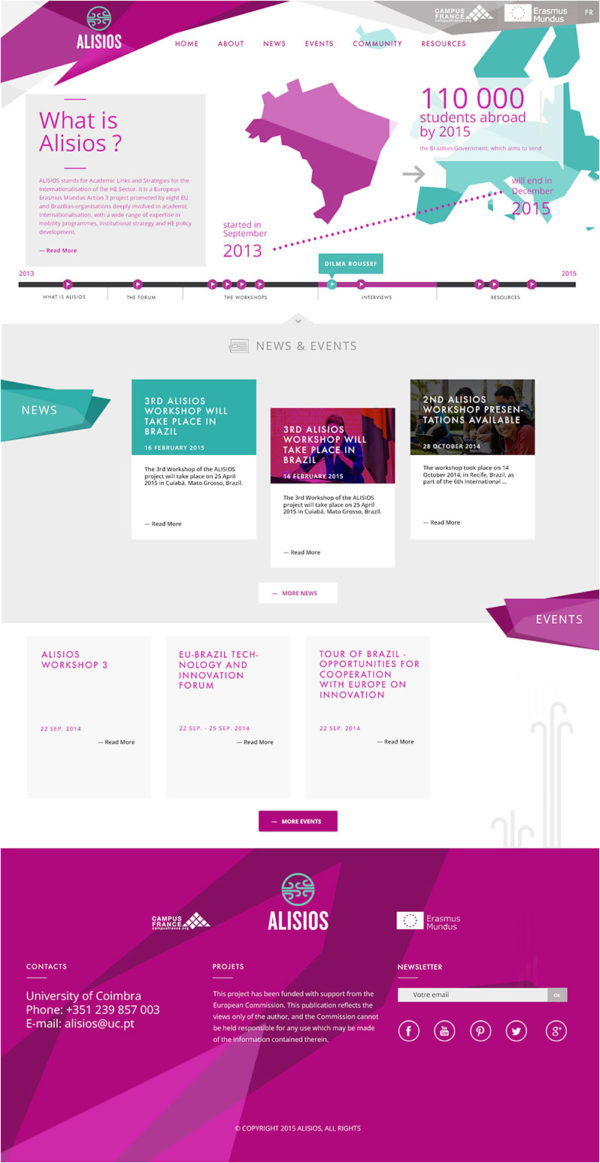 CAMPUS
FRANCE
campusfrance.org
Erasmus
Mundus
FR
ALISIOS
HOME
ABOUT
NEWS
EVENTS
COMMUNITY
RESOURCES
What is
Alisios ?
ALISIOS stands for Academic Links and Strategies for the
Internationalisation of the HE Sector. It is a European
Erasmus Mundus Action 3 project promoted by eight EU
and Brazilian organisations deeply involved in academic
internationalisation, with a wide range of expertise in
mobility programmes, institutional strategy and HE policy
development.
— Read More
110 000
students abroad
by 2015
the Brazilian Government, which aims to send
started in
September
2013
will end in
December
2015
DILMA ROUSSEF
2013
2015
WHAT IS ALISIOS
THE FORUM
THE WORKSHOPS
INTERVIEWS
RESOURCES
NEWS & EVENTS
NEWS
3RD ALISIOS
WORKSHOP WILL
TAKE PLACE IN
BRAZIL
16 FEBRUARY 2015
The 3rd Workshop of the ALISIOS
project will take place on 25 April
2015 in Cuiabá, Mato Grosso, Brazil.
— Read More
3RD ALISIOS
WORKSHOP WILL
TAKE PLACE IN
BRAZIL
16 FEBRUARY 2015
The 3rd Workshop of the ALISIOS
project will take place on 25 April
2015 in Cuiabá, Mato Grosso, Brazil.
— Read More
2ND ALISIOS
WORKSHOP PRESEN-
TATIONS AVAILABLE
28 OCTOBER 2014
The workshop took place on 14
October 2014, in Recife, Brazil, as
part of the 6th International ...
— Read More
— MORE NEWS
EVENTS
ALISIOS
WORKSHOP 3
22 SEP. 2014
— Read More
EU-BRAZIL TECH-
NOLOGY AND
INNOVATION
FORUM
22 SEP. - 25 SEP. 2014
— Read More
TOUR OF BRAZIL -
OPPORTUNITIES FOR
COOPERATION
WITH EUROPE ON
INNOVATION
22 SEP. 2014
— Read More
— MORE EVENTS
CAMPUS
FRANCE
campusfrance.org
ALISIOS
Erasmus
Mundus
CONTACTS
University of Coimbra
Phone: +351 239 857 003
E-mail: alisios@uc.pt
PROJETS
This project has been funded with support from the
European Commission. This publication reflects the
views only of the author, and the Commission cannot
be held responsible for any use which may be made
of the information contained therein.
NEWSLETTER
Votre email
Ok
© COPYRIGHT 2015 ALISIOS, ALL RIGHTS